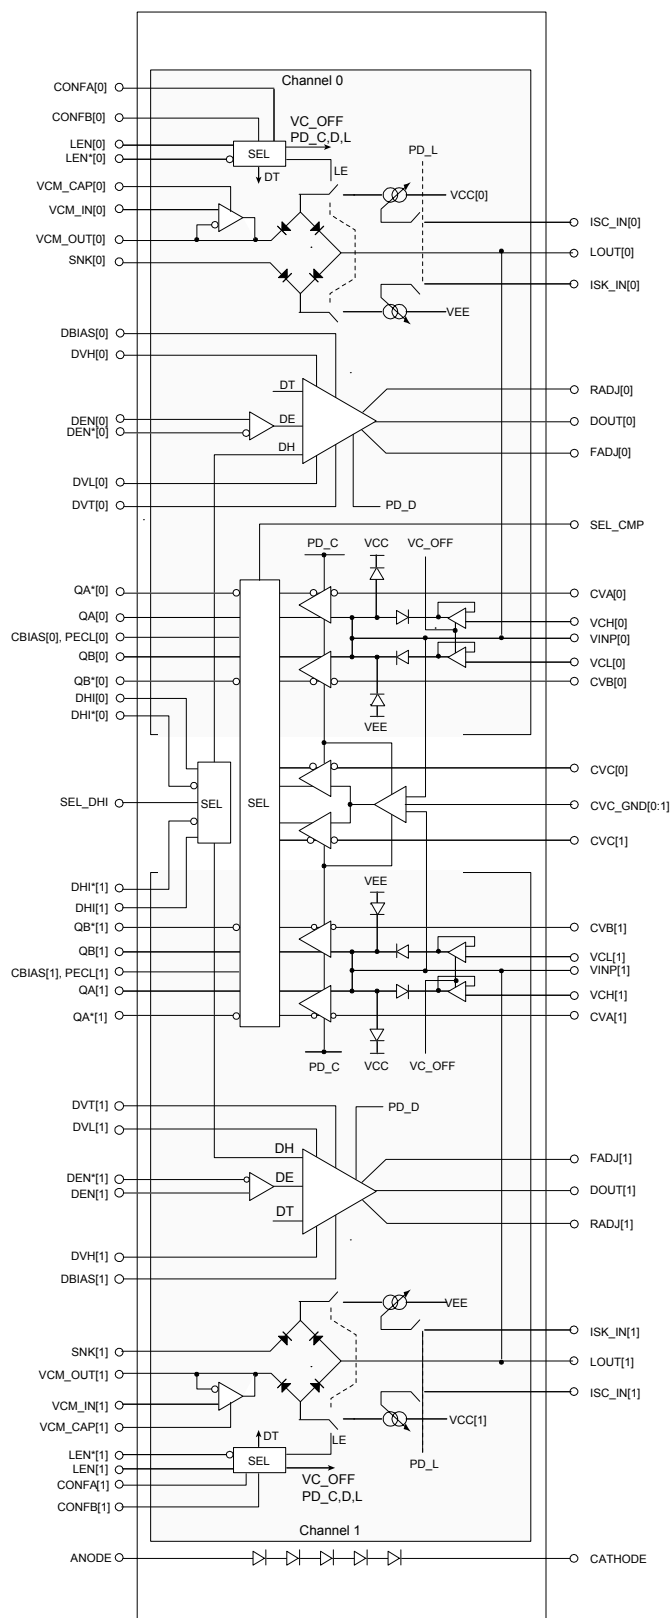 Channel 0
CONFA[0]
CONFB[0]
VC_OFF
PD_C,D,L
LEN[0]
LEN*[0]
SEL
PD_L
LE
DT
VCM_CAP[0]
VCC[0]
VCM_IN[0]
ISC_IN[0]
VCM_OUT[0]
LOUT[0]
SNK[0]
ISK_IN[0]
VEE
DBIAS[0]
DVH[0]
DT
RADJ[0]
DEN[0]
DEN*[0]
DE
DOUT[0]
DH
FADJ[0]
DVL[0]
DVT[0]
PD_D
SEL_CMP
PD_C
VCC
VC_OFF
QA*[0]
CVA[0]
QA[0]
VCH[0]
CBIAS[0], PECL[0]
VINP[0]
QB[0]
VCL[0]
QB*[0]
CVB[0]
DHI[0]
DHI*[0]
VEE
CVC[0]
SEL_DHI
SEL
SEL
CVC_GND[0:1]
CVC[1]
DHI*[1]
VEE
DHI[1]
QB*[1]
CVB[1]
QB[1]
VCL[1]
CBIAS[1], PECL[1]
VINP[1]
QA[1]
VCH[1]
QA*[1]
CVA[1]
PD_C
VCC
VC_OFF
DVT[1]
PD_D
DVL[1]
DH
FADJ[1]
DEN*[1]
DEN[1]
DE
DOUT[1]
DT
RADJ[1]
DVH[1]
DBIAS[1]
VEE
ISK_IN[1]
SNK[1]
LOUT[1]
VCM_OUT[1]
ISC_IN[1]
VCM_IN[1]
VCC[1]
VCM_CAP[1]
DT
LE
LEN*[1]
LEN[1]
SEL
PD_L
CONFA[1]
VC_OFF
PD_C,D,L
CONFB[1]
Channel 1
ANODE
CATHODE